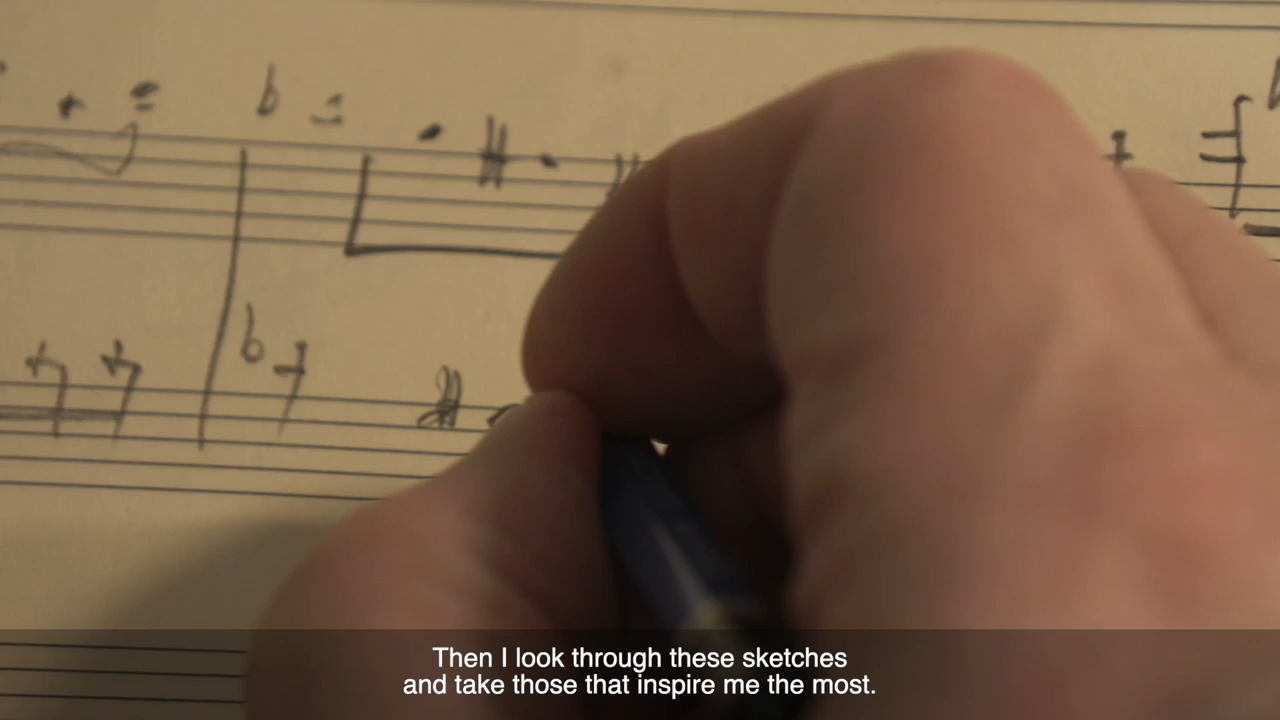 Then I look through these sketches
and take those that inspire me the most.